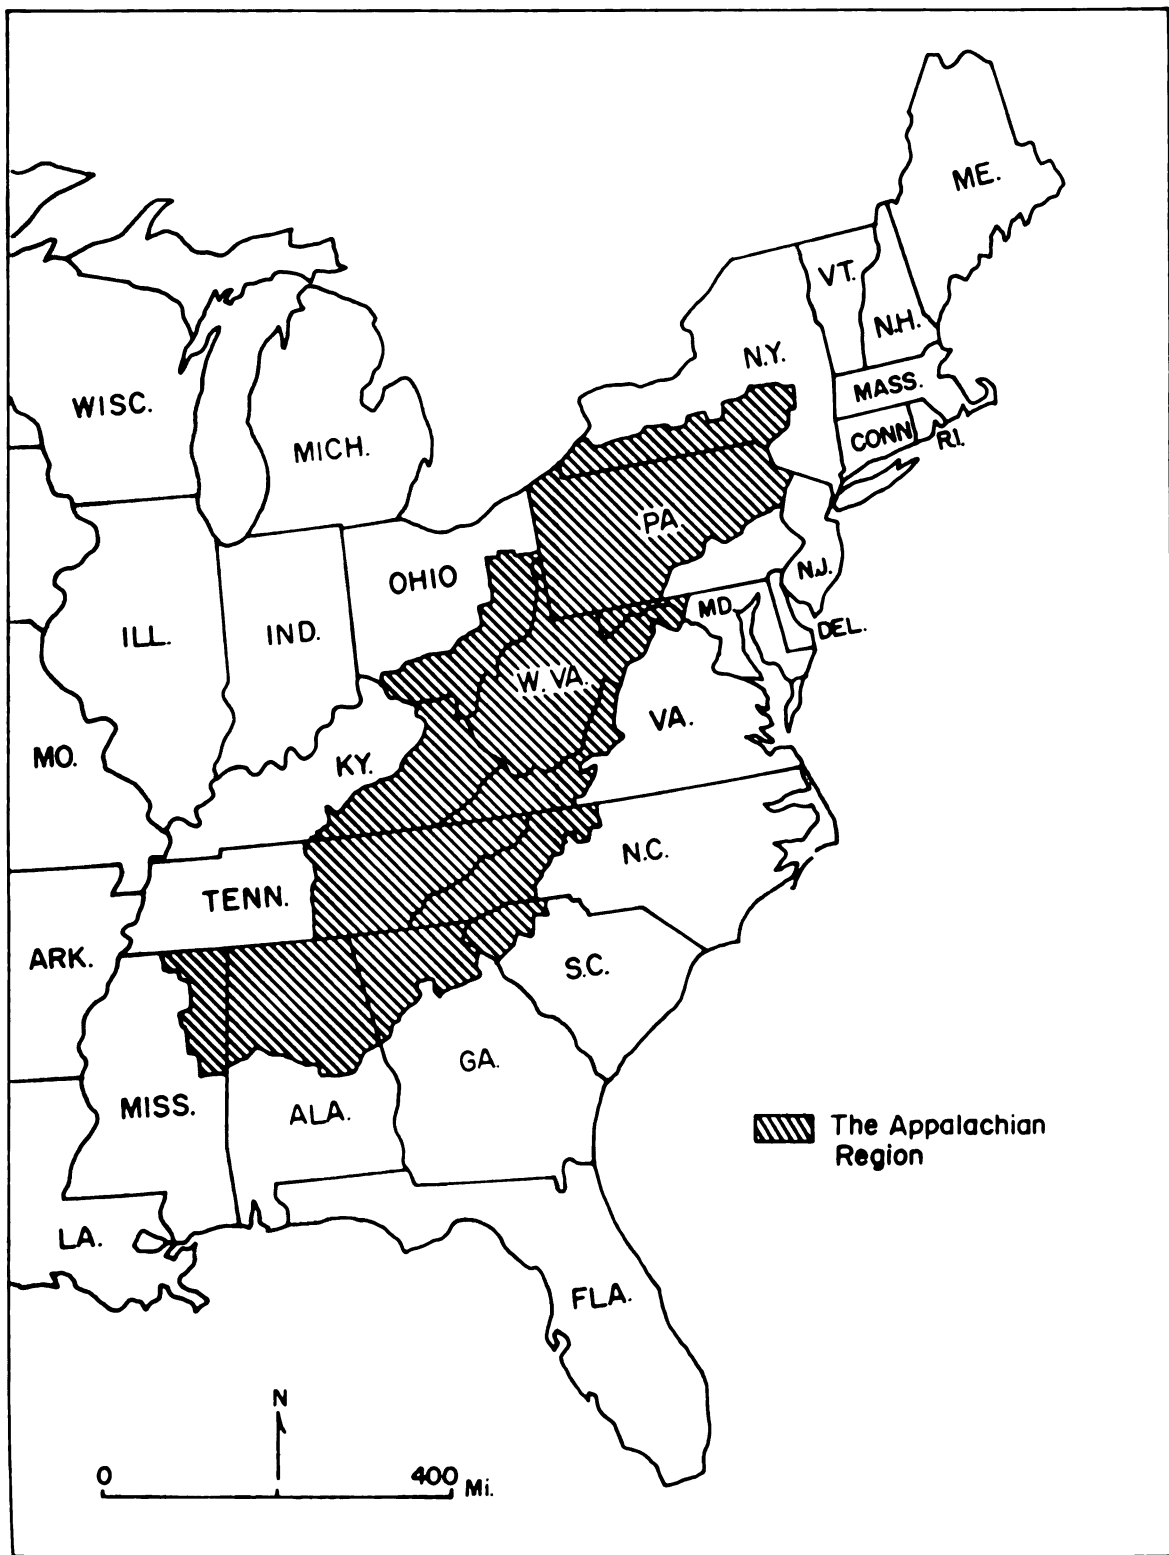 ME.
VT.
N.H.
N.Y.
MASS.
WISC.
CONN
R.I.
MICH.
PA.
N.J.
OHIO
MD.
DEL.
ILL.
IND.
W. VA.
VA.
MO.
KY.
N.C.
TENN.
ARK.
S.C.
GA.
MISS.
ALA.
The Appalachian
Region
LA.
FLA.
N
0 400 Mi.